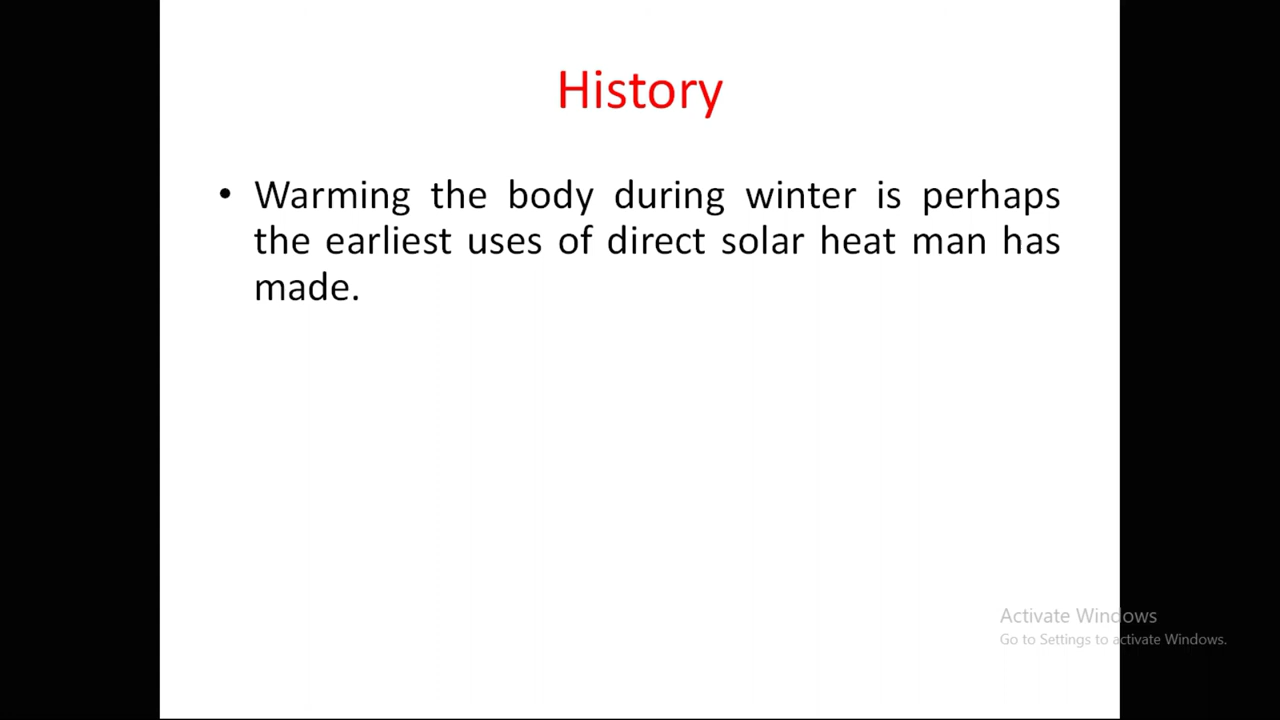 History
• Warming the body during winter is perhaps
the earliest uses of direct solar heat man has
made.
Activate Windows
Go to Settings to activate Windows.